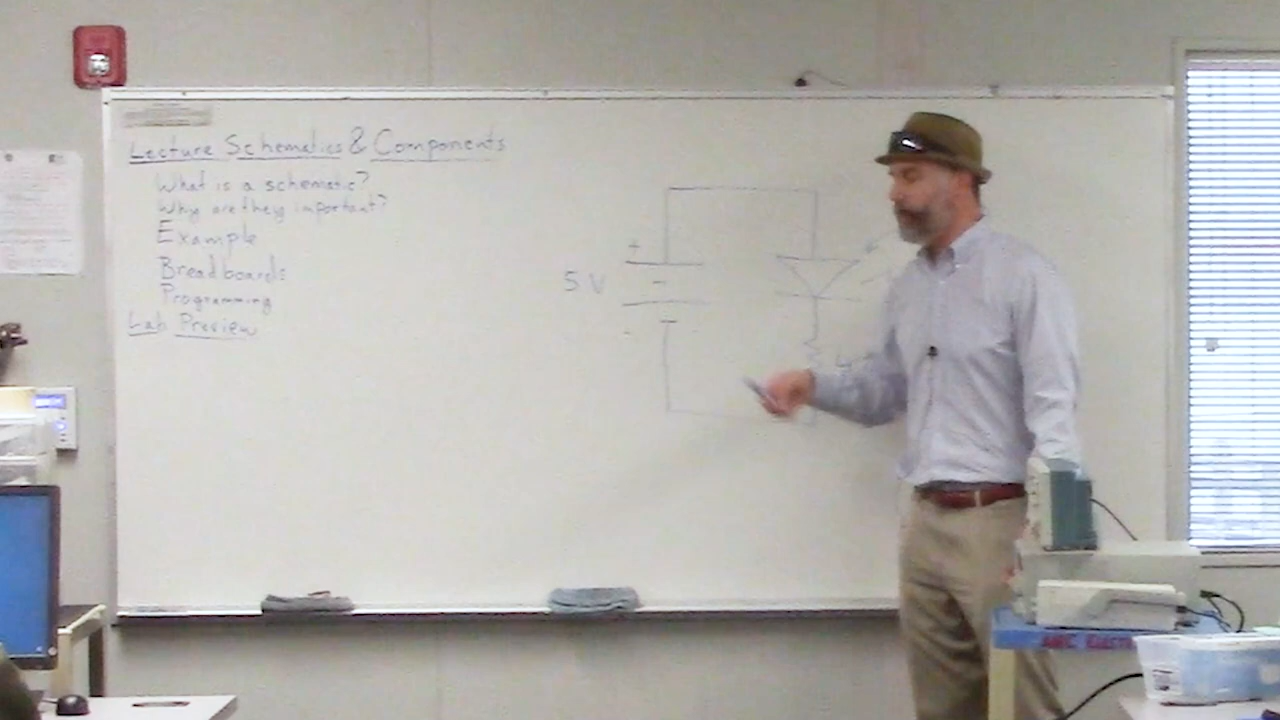 Lecture Schematics & Components
What is a schematic?
Why are they important?
Example
Breadboards
Programming
Lab Preview
+
5 V
-